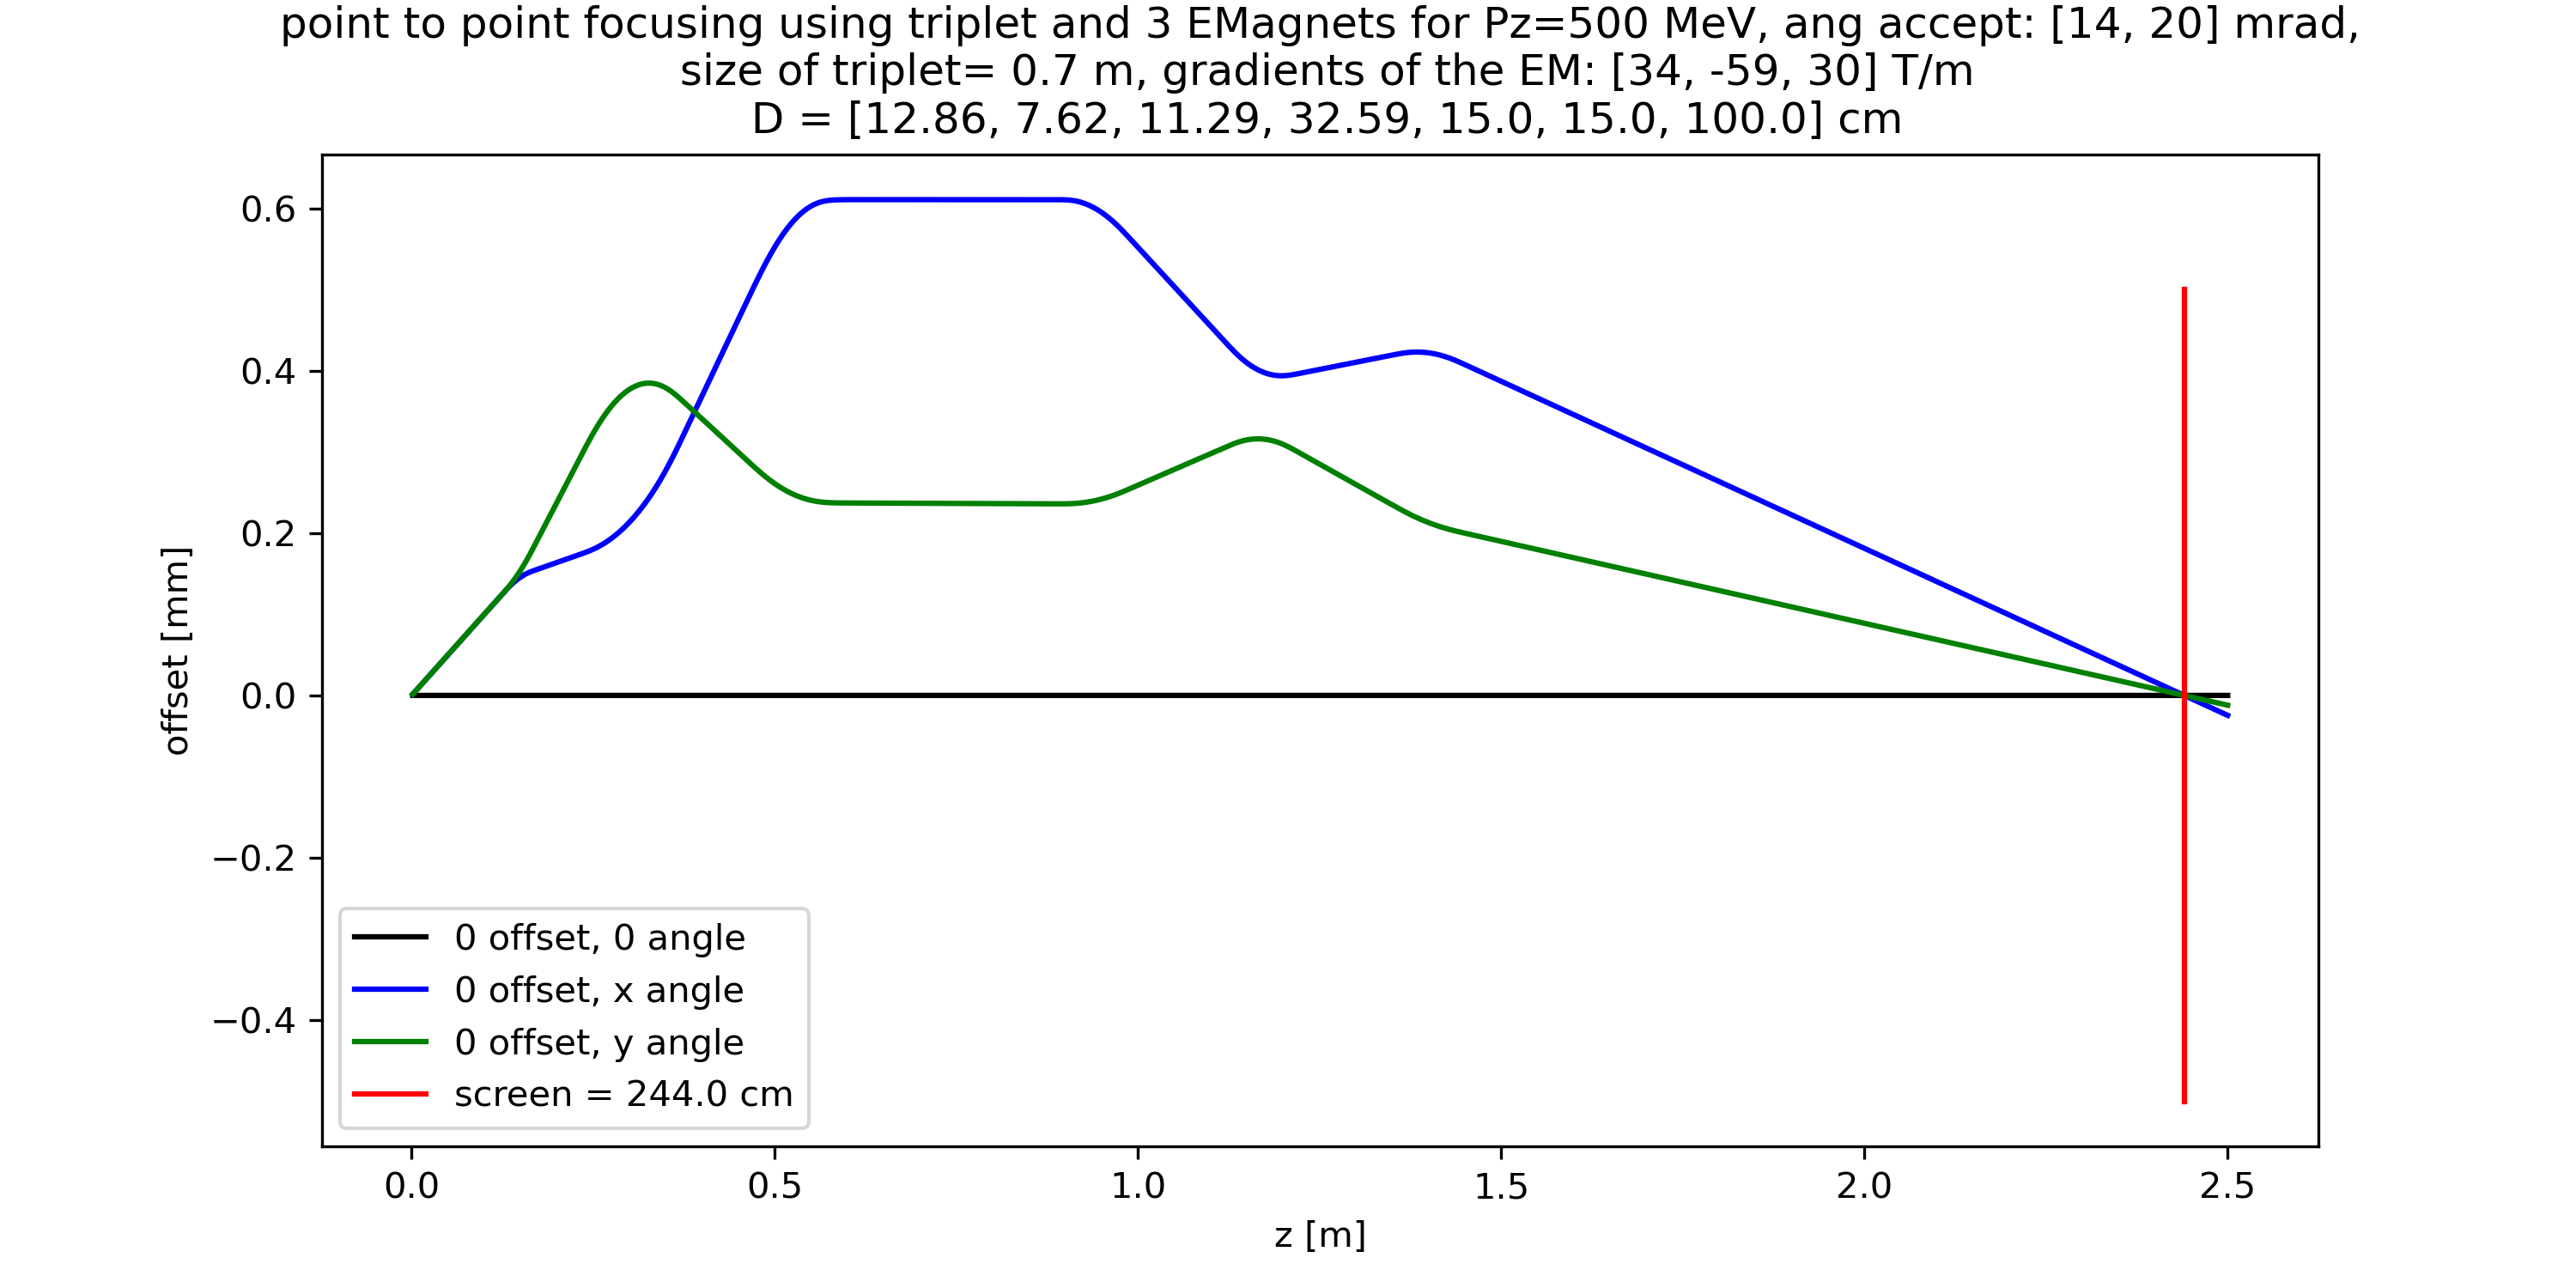 point to point focusing using triplet and 3 EMagnets for Pz=500 MeV, ang accept: [14, 20] mrad,
size of triplet= 0.7 m, gradients of the EM: [34, -59, 30] T/m
D = [12.86, 7.62, 11.29, 32.59, 15.0, 15.0, 100.0] cm
0.6
0.4
0.2
0.0
−0.2
−0.4
offset [mm]
0 offset, 0 angle
0 offset, x angle
0 offset, y angle
screen = 244.0 cm
0.0 0.5 1.0 1.5 2.0 2.5
z [m]